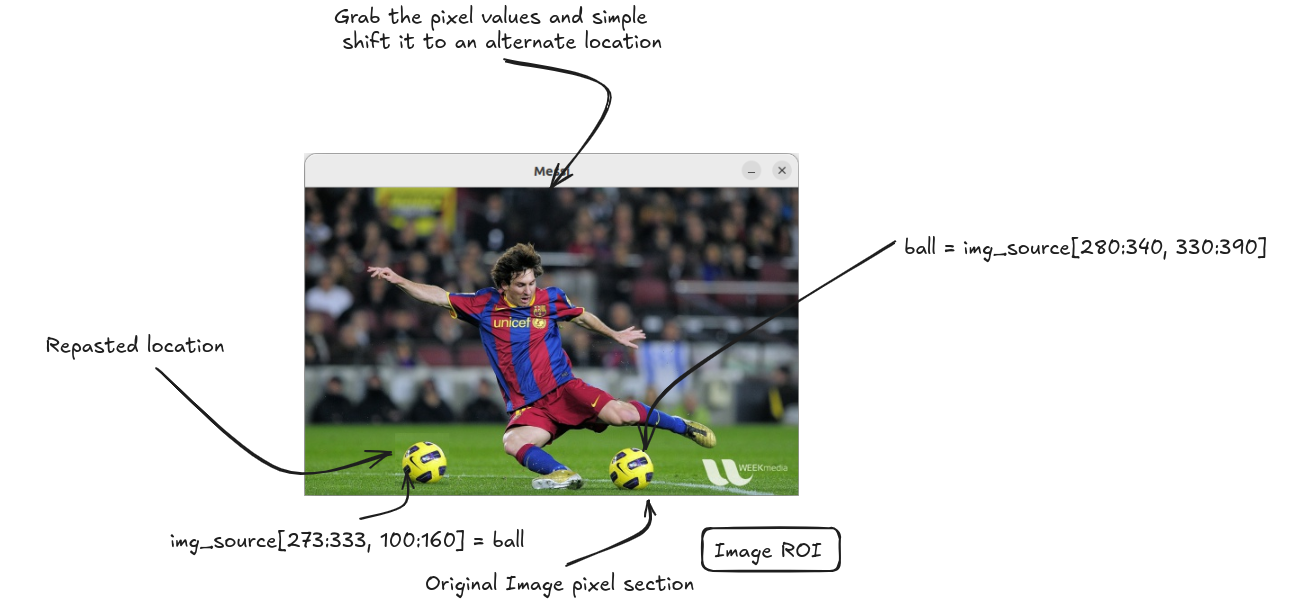 Grab the pixel values and simple
shift it to an alternate location
Messi
ball = img_source[280:340, 330:390]
unicef
Repasted location
WEEKmedia
img_source[273:333, 100:160] = ball
Image ROI
Original Image pixel section